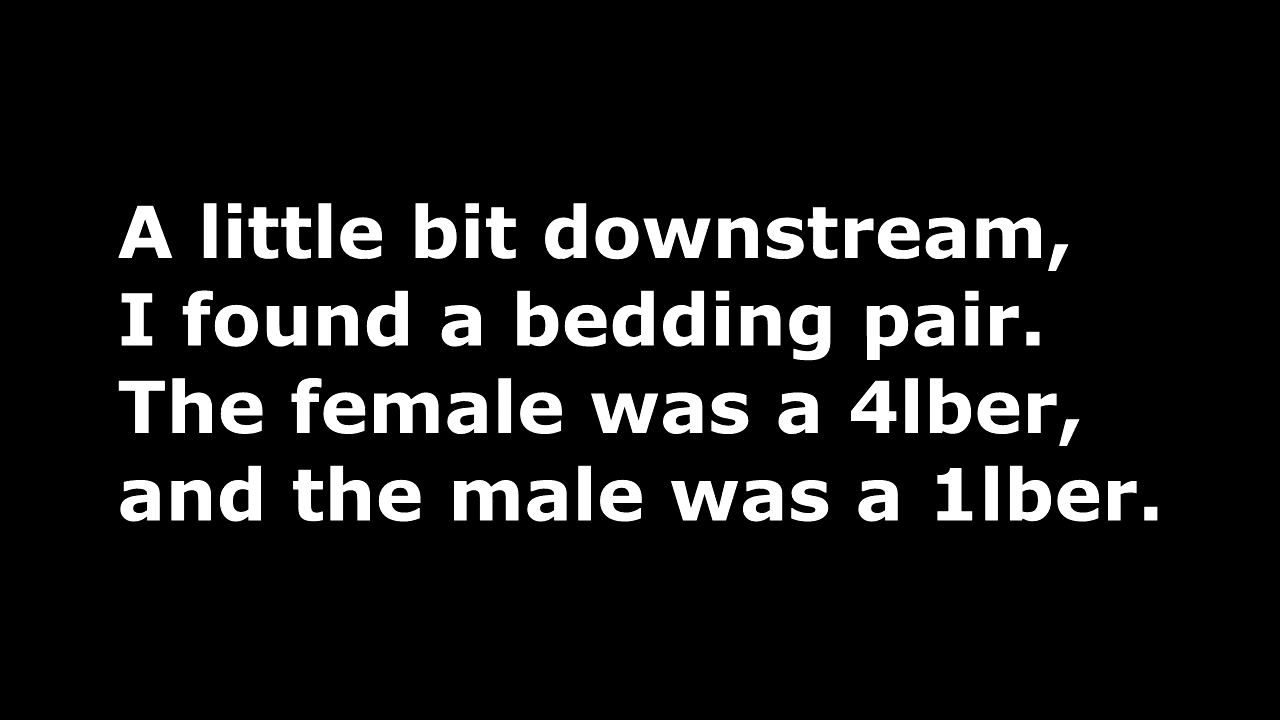 A little bit downstream,
I found a bedding pair.
The female was a 4lber,
and the male was a 1lber.